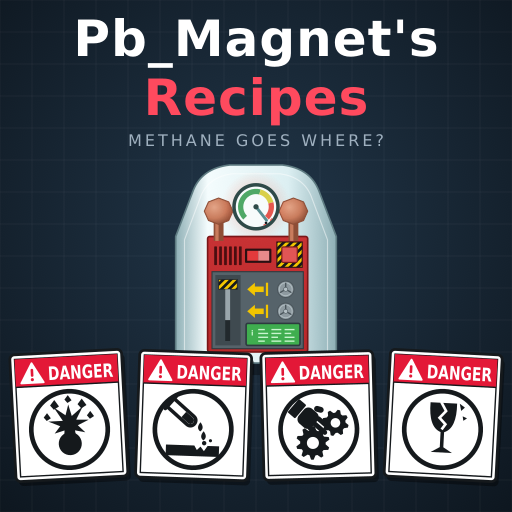 Pb_Magnet's
Recipes
METHANE GOES WHERE?
DANGER
DANGER
DANGER
DANGER